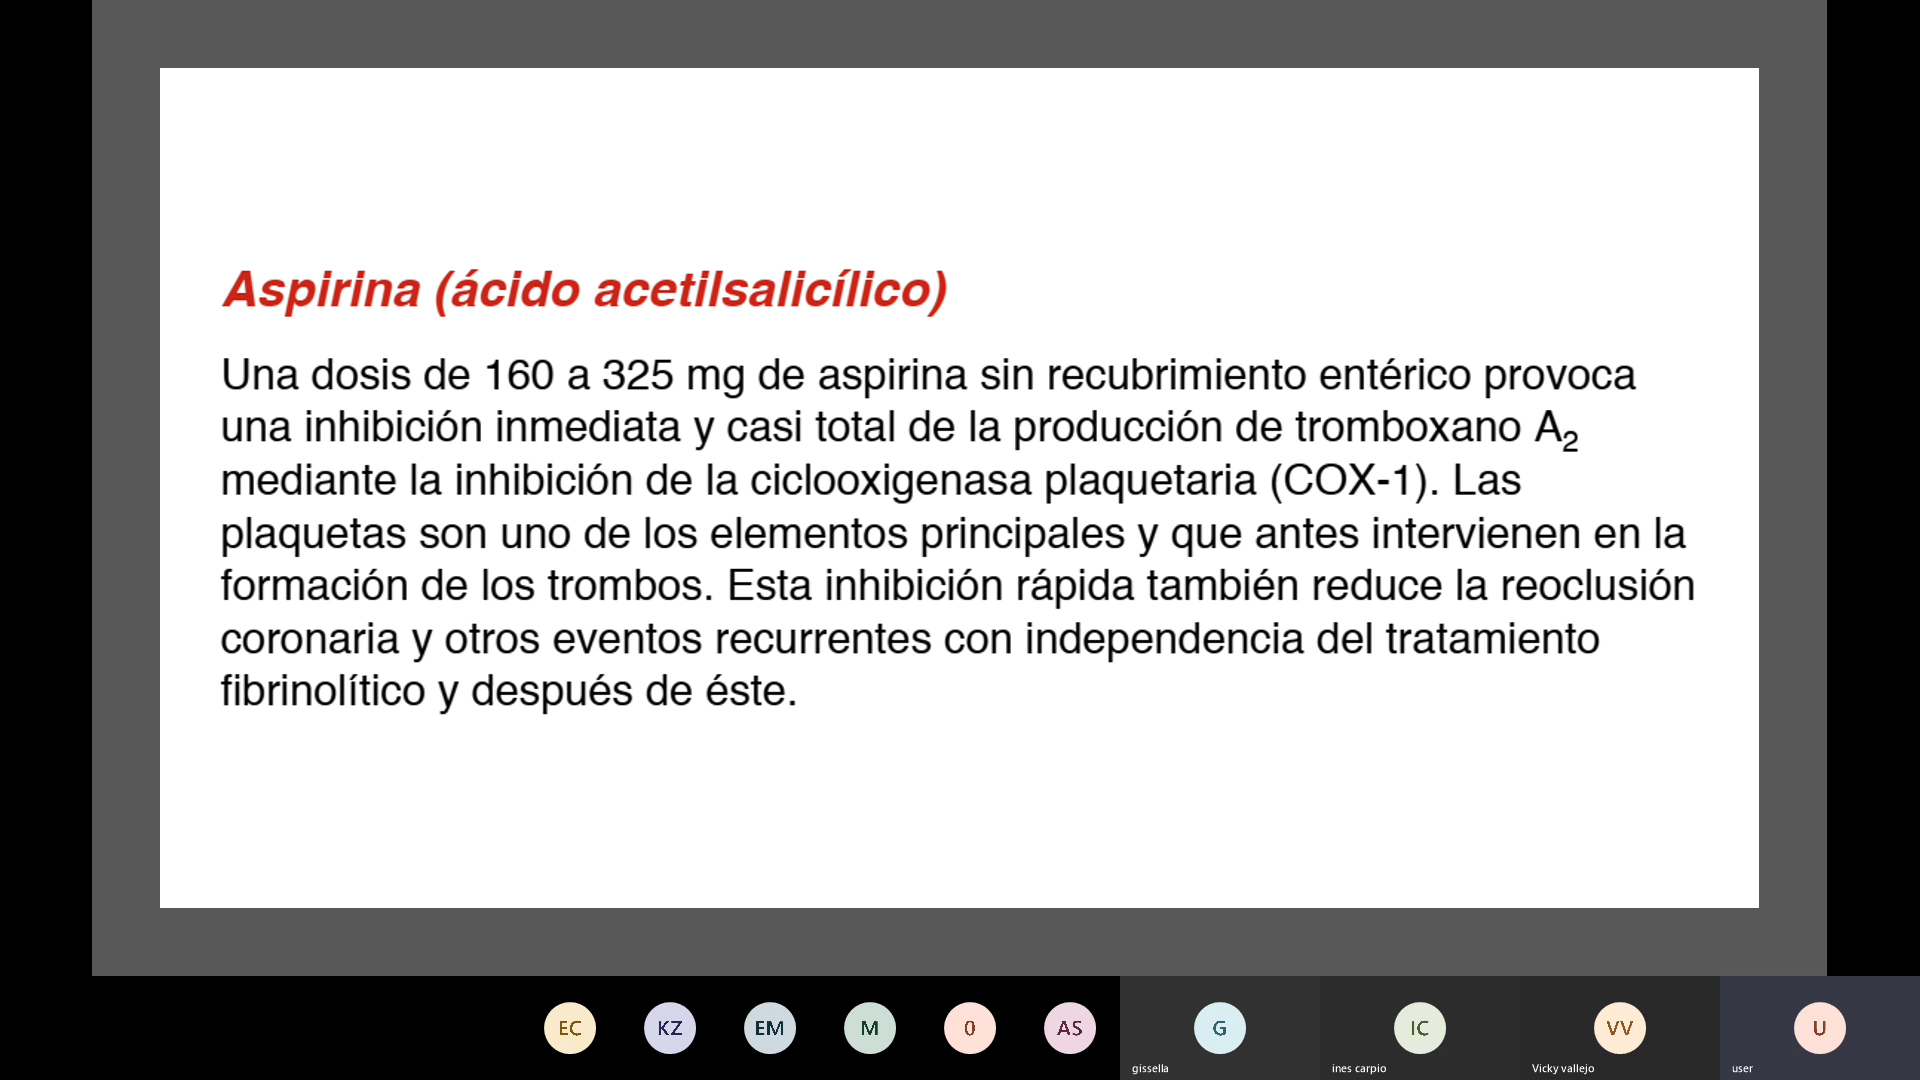 Aspirina (ácido acetilsalicílico)
Una dosis de 160 a 325 mg de aspirina sin recubrimiento entérico provoca
una inhibición inmediata y casi total de la producción de tromboxano A₂
mediante la inhibición de la ciclooxigenasa plaquetaria (COX-1). Las
plaquetas son uno de los elementos principales y que antes intervienen en la
formación de los trombos. Esta inhibición rápida también reduce la reoclusión
coronaria y otros eventos recurrentes con independencia del tratamiento
fibrinolítico y después de éste.
EC KZ EM M 0 AS G IC VV U
gissella ines carpio Vicky vallejo user